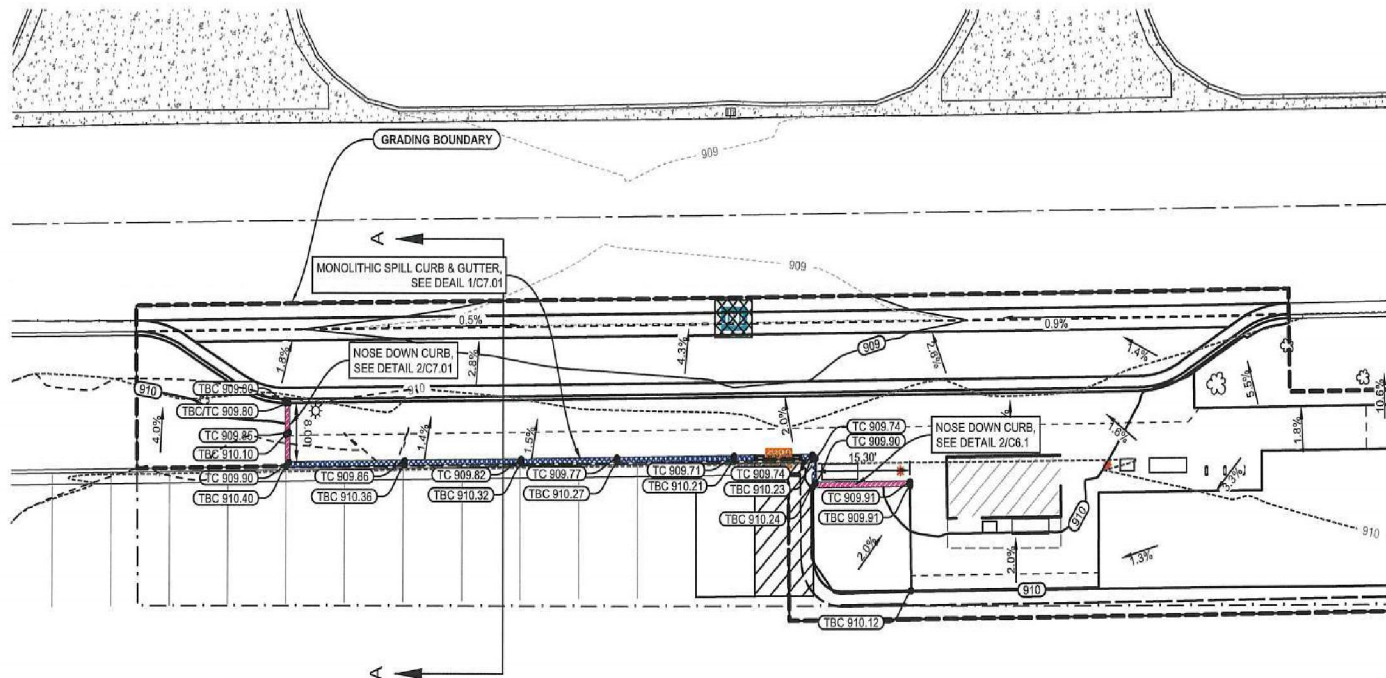 GRADING BOUNDARY
909
A
MONOLITHIC SPILL CURB & GUTTER,
SEE DEAIL 1/C7.01
909
0.5%
0.9%
1.8%
2.8%
4.3%
909
1.4%
NOSE DOWN CURB,
SEE DETAIL 2/C7.01
910
910
TBC 909.80
TBC/TC 909.80
TC 909.85
TBC 910.10
TC 909.90
TBC 910.40
4.0%
1.4%
1.5%
2.0%
1.6%
5.5%
1.8%
10.6%
TC 909.86
TBC 910.36
TC 909.82
TBC 910.32
TC 909.77
TBC 910.27
TC 909.71
TBC 910.21
TC 909.74
TBC 910.23
TBC 910.24
TC 909.74
TC 909.90
15.30'
NOSE DOWN CURB,
SEE DETAIL 2/C6.1
TC 909.91
TBC 909.91
3.3%
910
910
2.0%
2.0%
1.3%
910
TBC 910.12
A